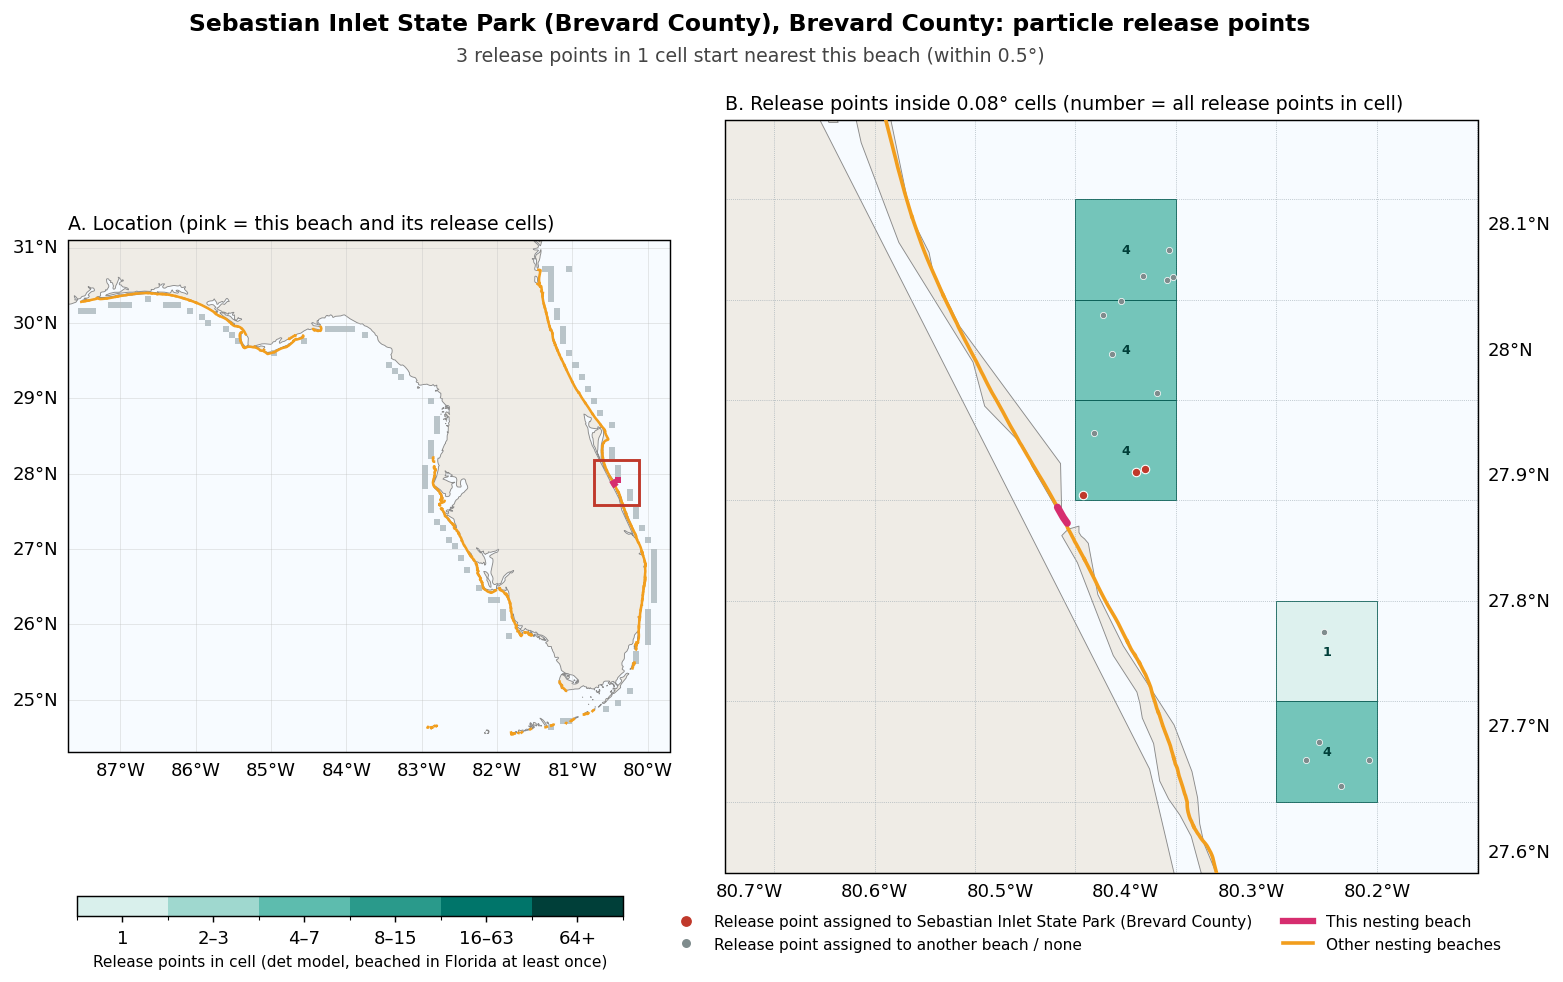 Sebastian Inlet State Park (Brevard County), Brevard County: particle release points
3 release points in 1 cell start nearest this beach (within 0.5°)
A. Location (pink = this beach and its release cells)
31°N
30°N
29°N
28°N
27°N
26°N
25°N
87°W 86°W 85°W 84°W 83°W 82°W 81°W 80°W
B. Release points inside 0.08° cells (number = all release points in cell)
4
4
4
1
4
28.1°N
28°N
27.9°N
27.8°N
27.7°N
27.6°N
80.7°W 80.6°W 80.5°W 80.4°W 80.3°W 80.2°W
1 2–3 4–7 8–15 16–63 64+
Release points in cell (det model, beached in Florida at least once)
Release point assigned to Sebastian Inlet State Park (Brevard County)
Release point assigned to another beach / none
This nesting beach
Other nesting beaches